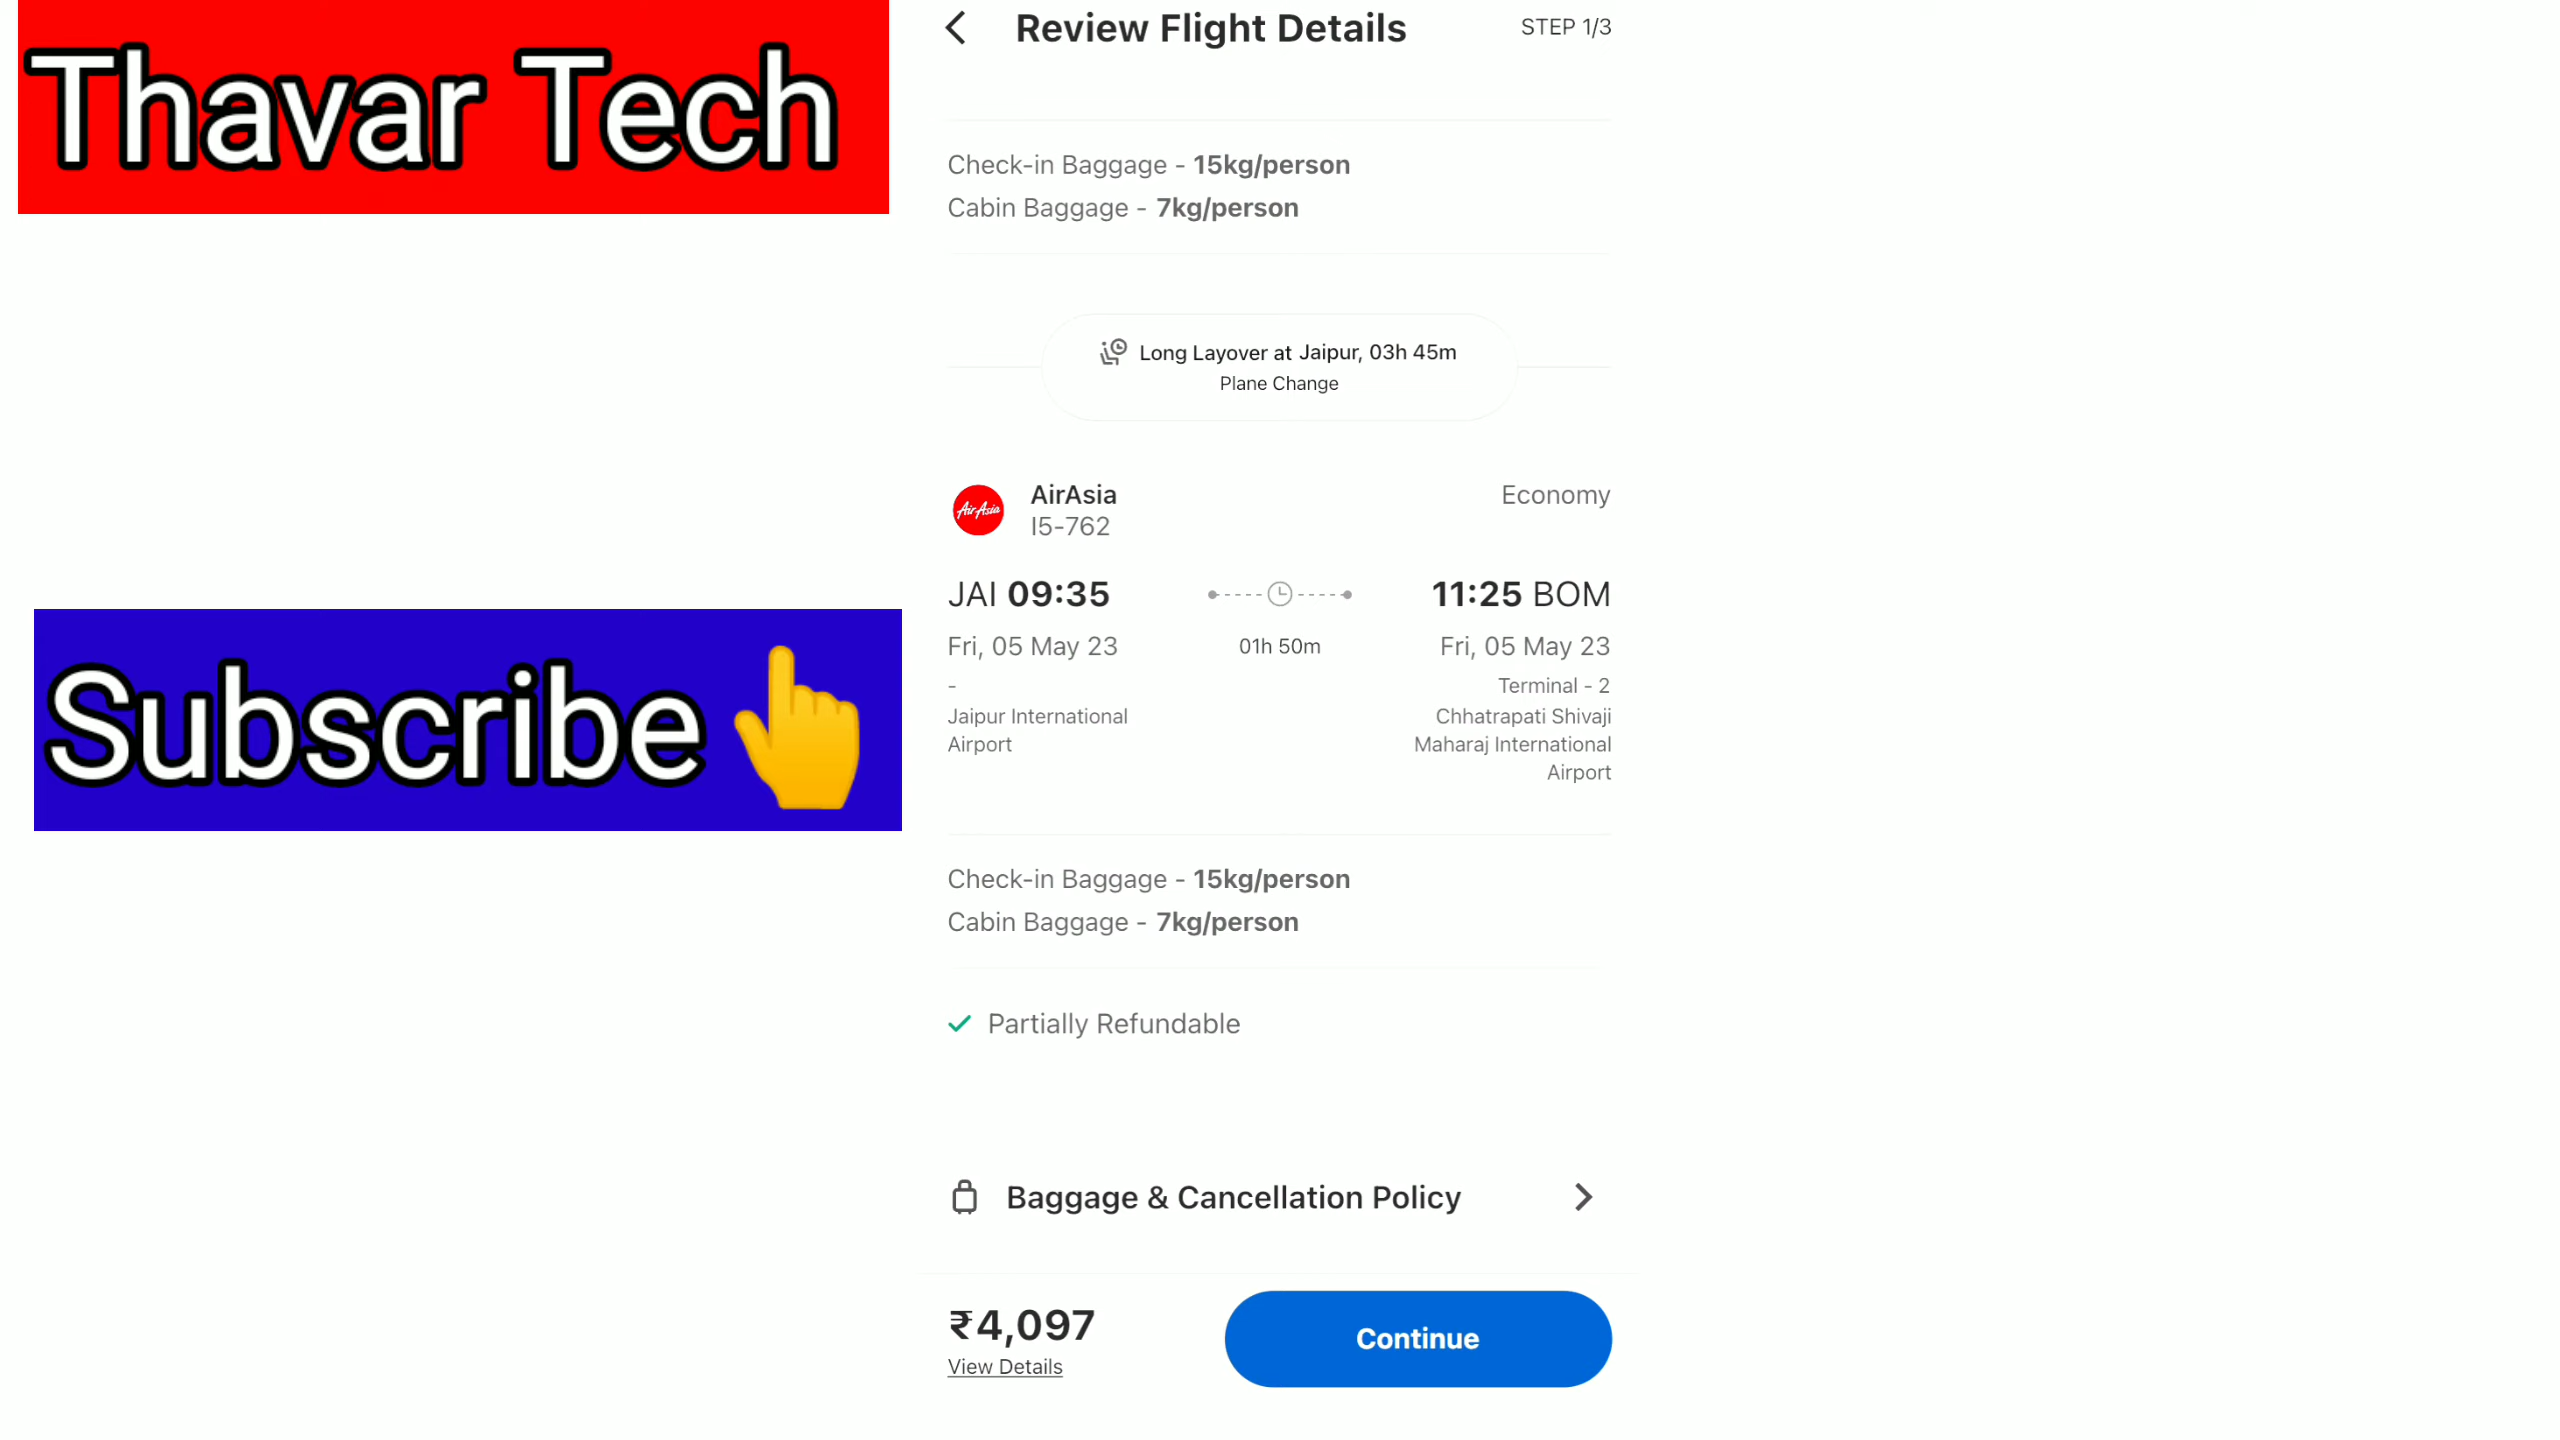 Thavar Tech
Subscribe
Review Flight Details
STEP 1/3
Check-in Baggage - 15kg/person
Cabin Baggage - 7kg/person
Long Layover at Jaipur, 03h 45m
Plane Change
AirAsia
AirAsia
I5-762
Economy
JAI 09:35
11:25 BOM
Fri, 05 May 23
01h 50m
Fri, 05 May 23
-
Terminal - 2
Jaipur International
Airport
Chhatrapati Shivaji
Maharaj International
Airport
Check-in Baggage - 15kg/person
Cabin Baggage - 7kg/person
Partially Refundable
Baggage & Cancellation Policy
₹4,097
View Details
Continue